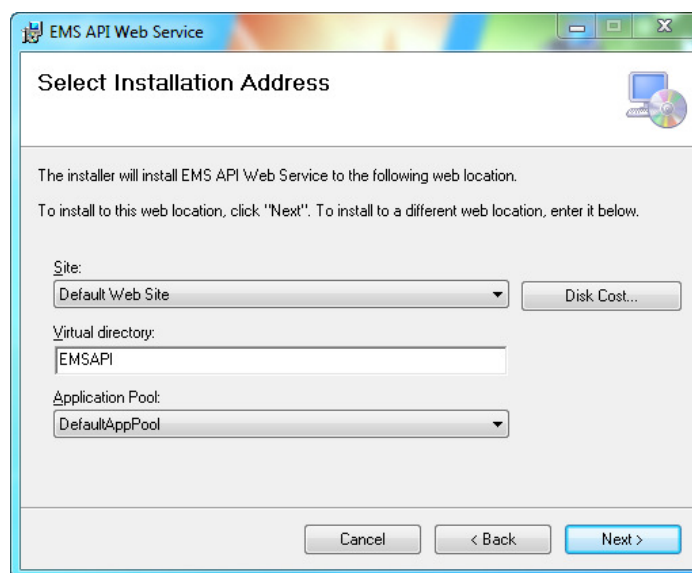 EMS API Web Service
Select Installation Address
The installer will install EMS API Web Service to the following web location.
To install to this web location, click "Next". To install to a different web location, enter it below.
Site:
Default Web Site
Disk Cost...
Virtual directory:
EMSAPI
Application Pool:
DefaultAppPool
Cancel
< Back
Next >